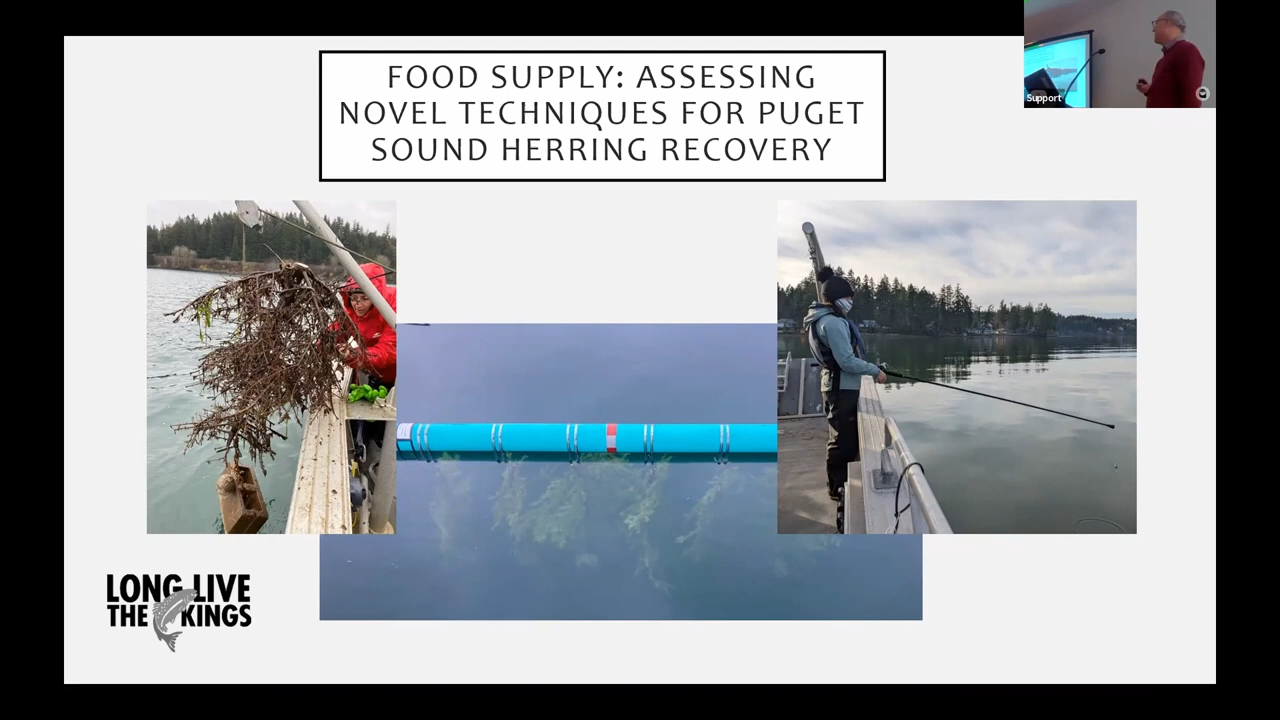 FOOD SUPPLY: ASSESSING
NOVEL TECHNIQUES FOR PUGET
SOUND HERRING RECOVERY
Support
LONG LIVE
THE KINGS